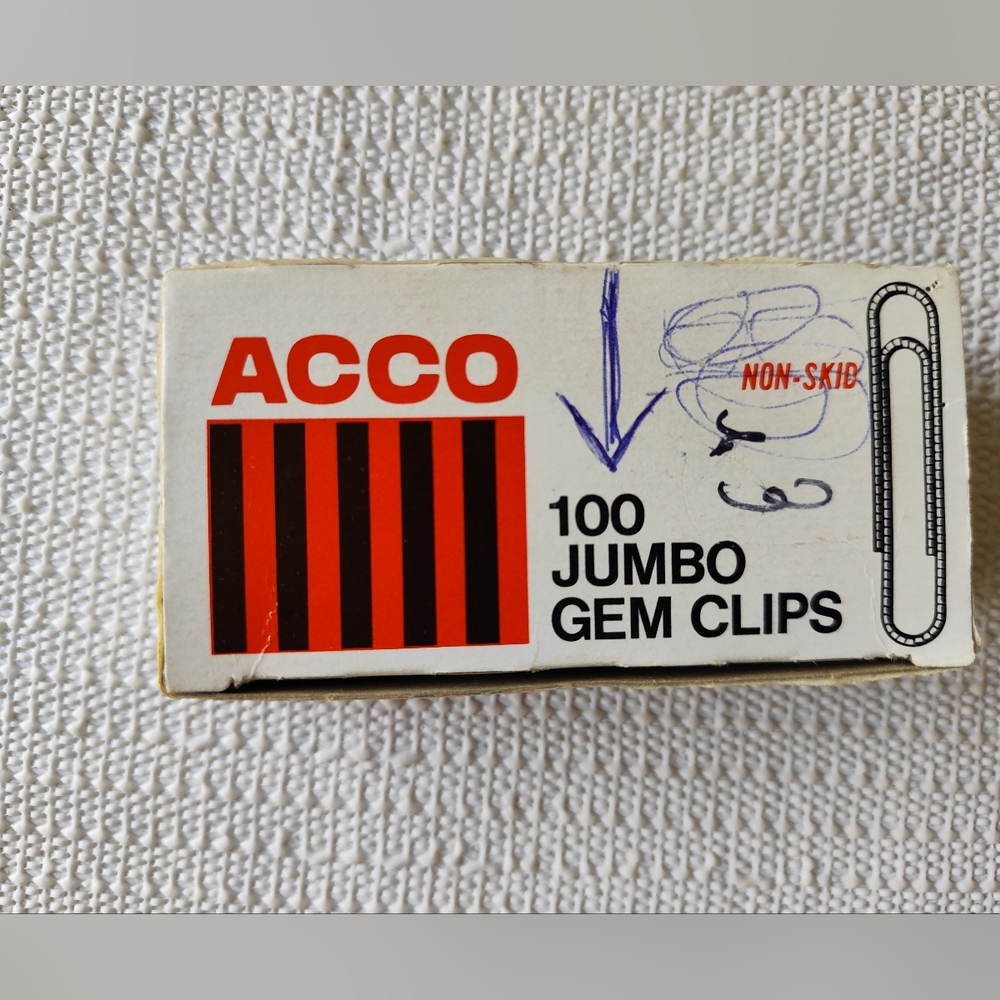 ACCO
NON-SKID
100
JUMBO
GEM CLIPS